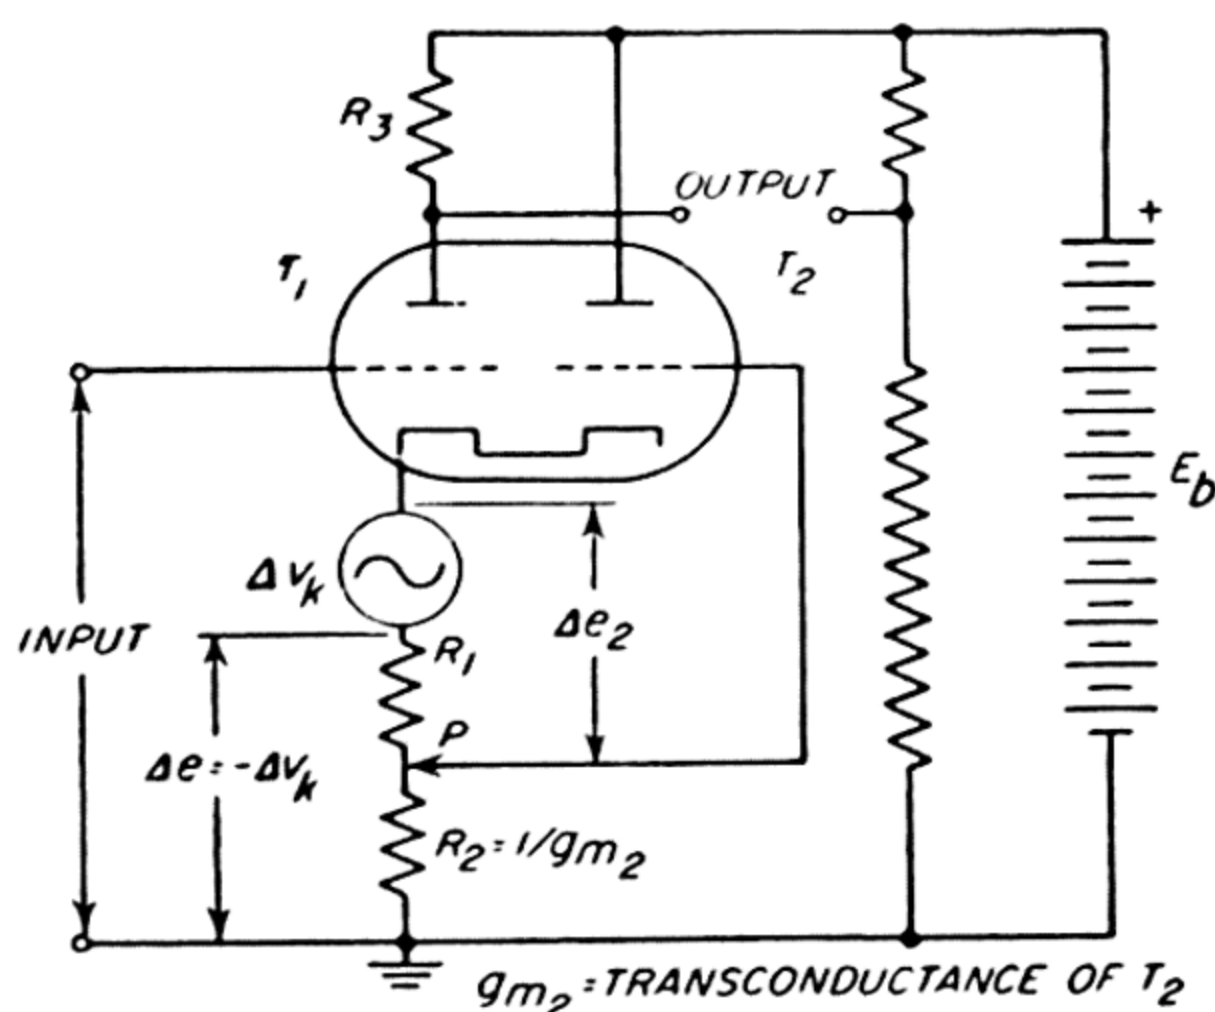 R3
OUTPUT
+
T1
T2
Eb
Δvk
Δe2
INPUT
R1
P
Δe=-Δvk
R2=1/gm2
gm2=TRANSCONDUCTANCE OF T2